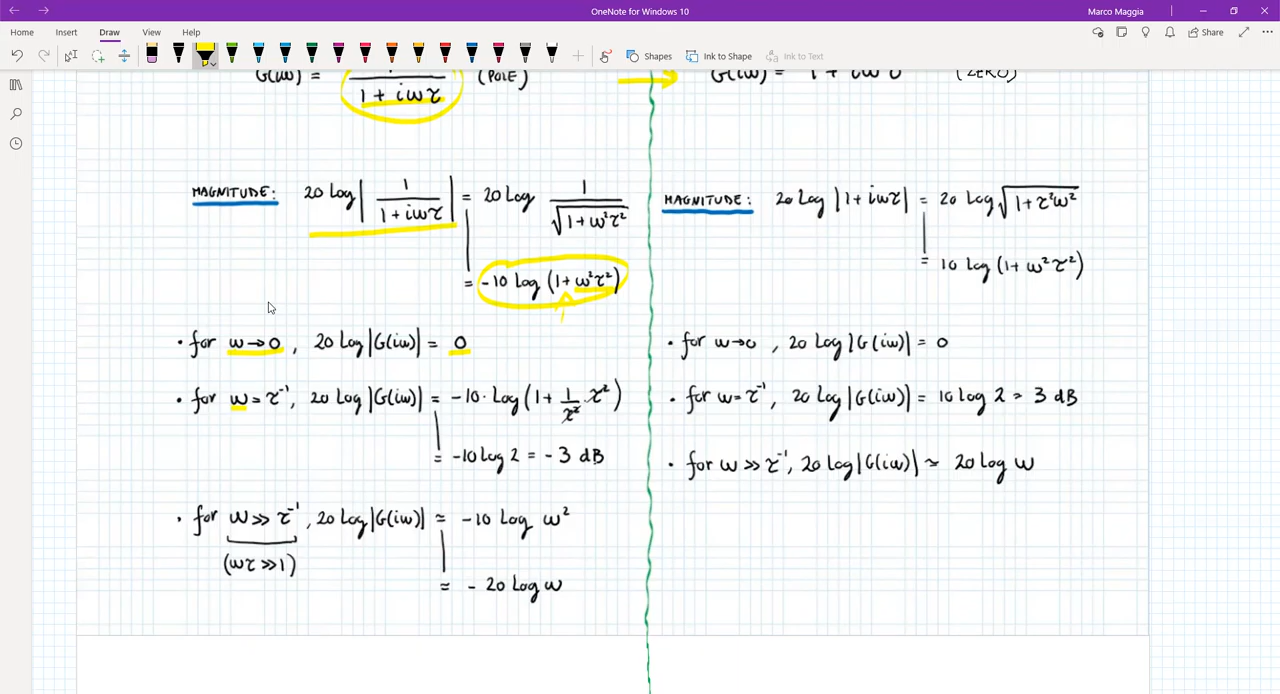 OneNote for Windows 10
Marco Maggia
Home Insert Draw View Help
Share
Shapes Ink to Shape Ink to Text
G(iω) = 1 + iωτ (POLE)
G(iω) = 1 + iωτ (ZERO)
MAGNITUDE: 20 Log | 1 / (1 + iωτ) | = 20 Log 1 / √(1 + ω²τ²)
= -10 Log (1 + ω²τ²)
• for ω→0, 20 Log |G(iω)| = 0
• for ω = τ⁻¹, 20 Log |G(iω)| = -10 · Log (1 + 1/τ² · τ²)
= -10 Log 2 = -3 dB
• for ω >> τ⁻¹, 20 Log |G(iω)| ≈ -10 Log ω²
(ωτ >> 1)
≈ - 20 Log ω
MAGNITUDE: 20 Log |1 + iωτ| = 20 Log √(1 + τ²ω²)
= 10 Log (1 + ω²τ²)
• for ω→0, 20 Log |G(iω)| = 0
• for ω = τ⁻¹, 20 Log |G(iω)| = 10 Log 2 = 3 dB
• for ω >> τ⁻¹, 20 Log |G(iω)| ≈ 20 Log ω